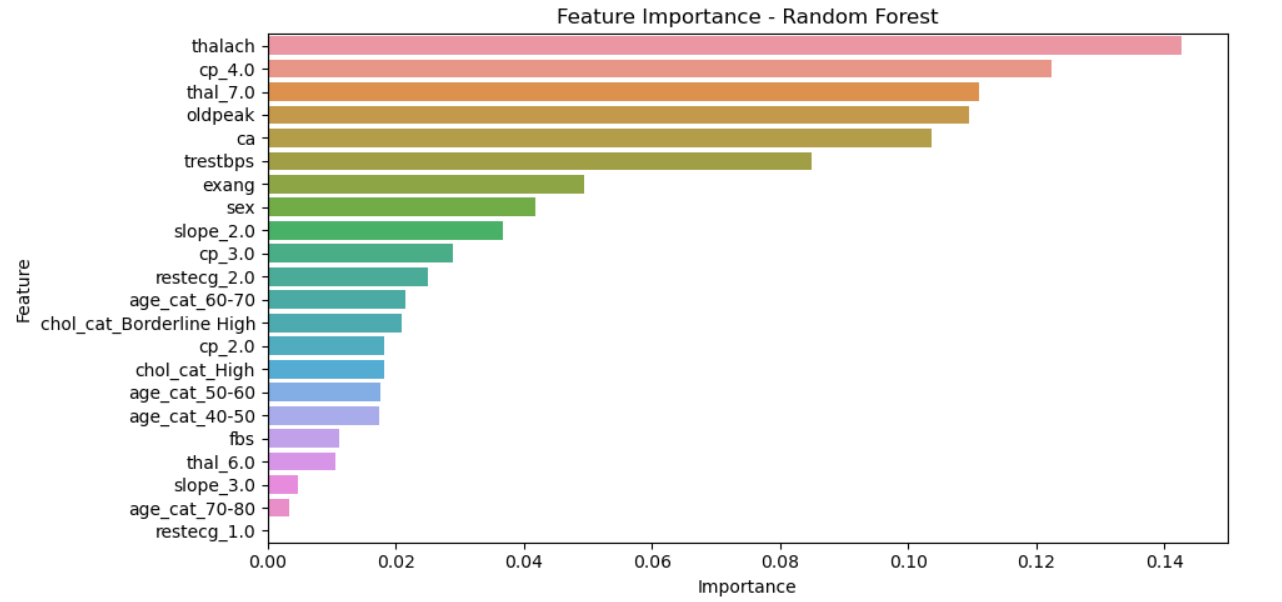 Feature Importance - Random Forest
Feature
thalach
cp_4.0
thal_7.0
oldpeak
ca
trestbps
exang
sex
slope_2.0
cp_3.0
restecg_2.0
age_cat_60-70
chol_cat_Borderline High
cp_2.0
chol_cat_High
age_cat_50-60
age_cat_40-50
fbs
thal_6.0
slope_3.0
age_cat_70-80
restecg_1.0
0.00 0.02 0.04 0.06 0.08 0.10 0.12 0.14
Importance